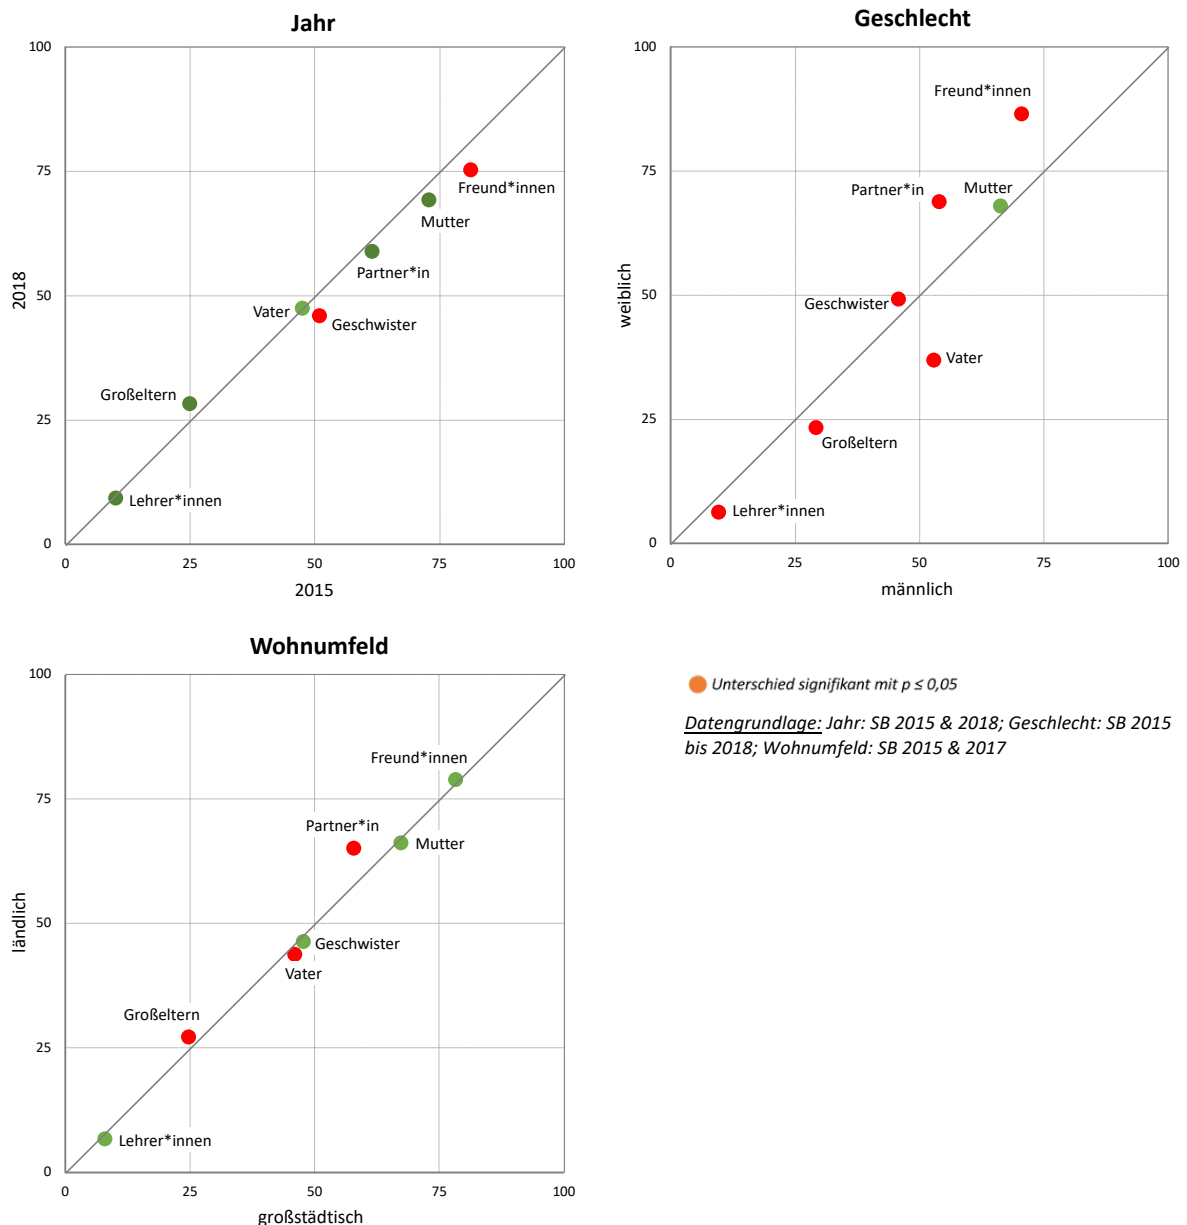 Jahr
100
75
50
25
0
0
25
50
75
100
2018
2015
Freund*innen
Mutter
Partner*in
Vater
Geschwister
Großeltern
Lehrer*innen
Geschlecht
100
75
50
25
0
0
25
50
75
100
weiblich
männlich
Freund*innen
Partner*in
Mutter
Geschwister
Vater
Großeltern
Lehrer*innen
Wohnumfeld
100
75
50
25
0
0
25
50
75
100
ländlich
großstädtisch
Freund*innen
Partner*in
Mutter
Geschwister
Vater
Großeltern
Lehrer*innen
Unterschied signifikant mit p ≤ 0,05
Datengrundlage: Jahr: SB 2015 & 2018; Geschlecht: SB 2015
bis 2018; Wohnumfeld: SB 2015 & 2017